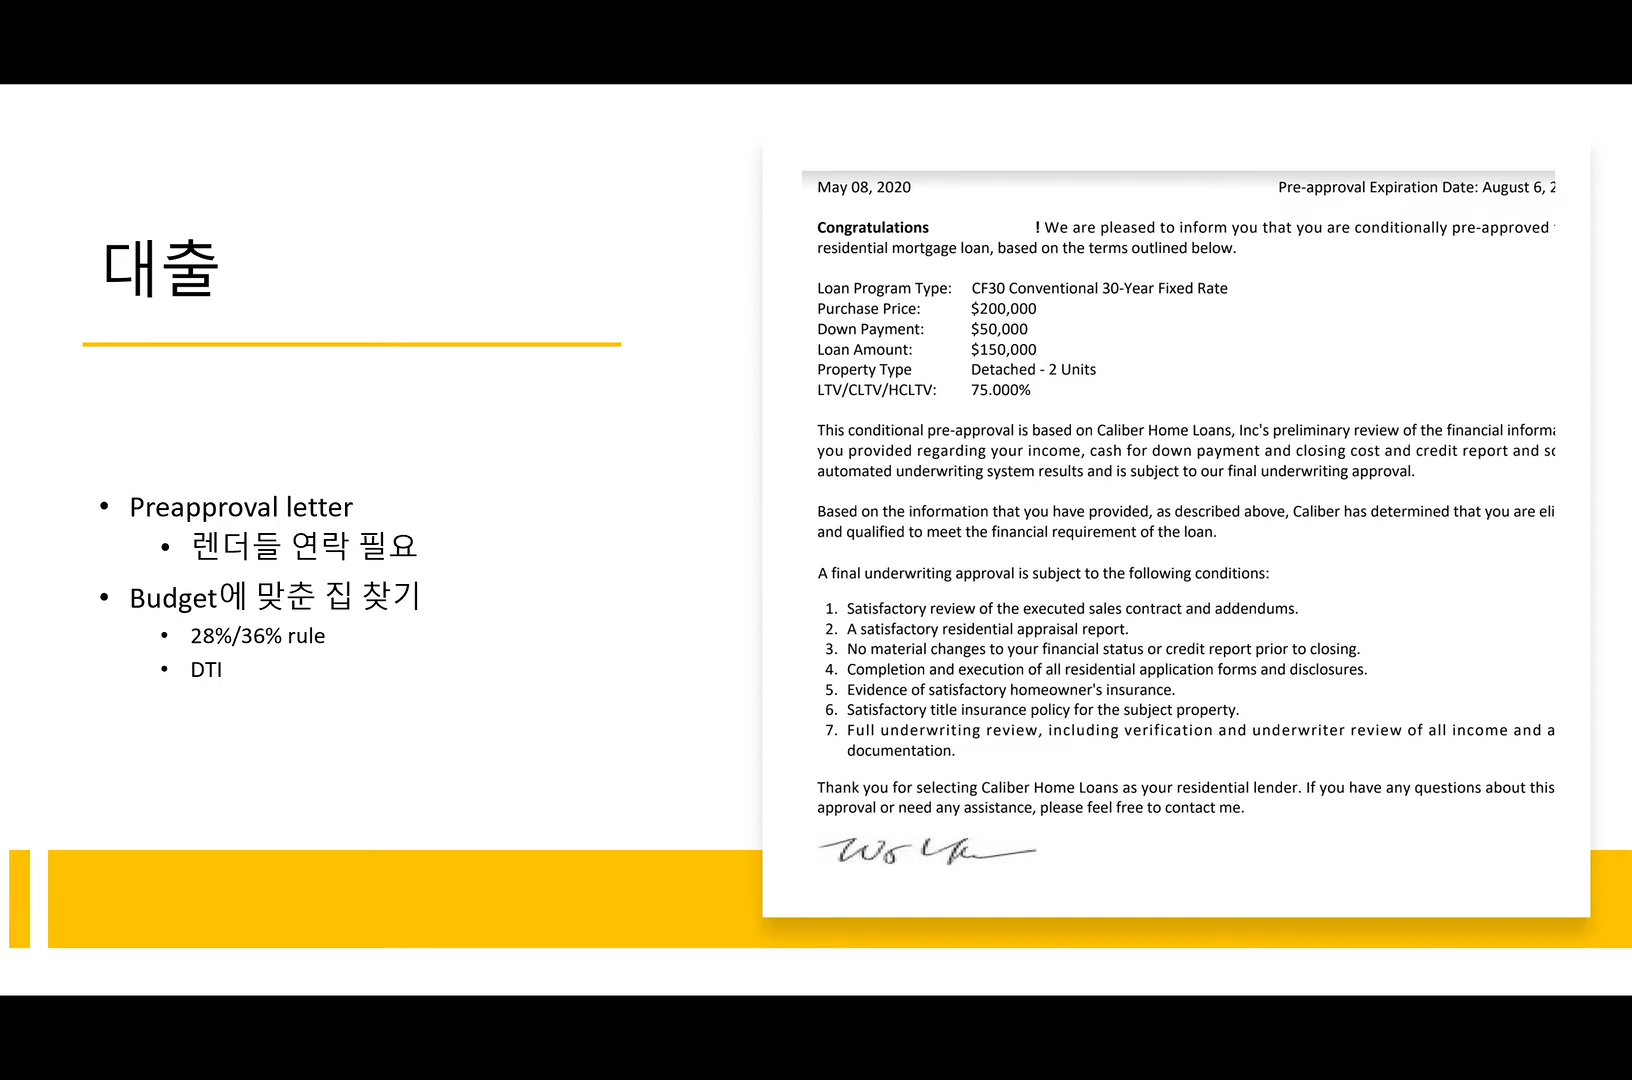 대출
Preapproval letter
렌더들 연락 필요
Budget에 맞춘 집 찾기
28%/36% rule
DTI
May 08, 2020 Pre-approval Expiration Date: August 6, 2
Congratulations ! We are pleased to inform you that you are conditionally pre-approved
residential mortgage loan, based on the terms outlined below.
Loan Program Type: CF30 Conventional 30-Year Fixed Rate
Purchase Price: $200,000
Down Payment: $50,000
Loan Amount: $150,000
Property Type Detached - 2 Units
LTV/CLTV/HCLTV: 75.000%
This conditional pre-approval is based on Caliber Home Loans, Inc's preliminary review of the financial informa
you provided regarding your income, cash for down payment and closing cost and credit report and sc
automated underwriting system results and is subject to our final underwriting approval.
Based on the information that you have provided, as described above, Caliber has determined that you are eli
and qualified to meet the financial requirement of the loan.
A final underwriting approval is subject to the following conditions:
1. Satisfactory review of the executed sales contract and addendums.
2. A satisfactory residential appraisal report.
3. No material changes to your financial status or credit report prior to closing.
4. Completion and execution of all residential application forms and disclosures.
5. Evidence of satisfactory homeowner's insurance.
6. Satisfactory title insurance policy for the subject property.
7. Full underwriting review, including verification and underwriter review of all income and a
documentation.
Thank you for selecting Caliber Home Loans as your residential lender. If you have any questions about this
approval or need any assistance, please feel free to contact me.